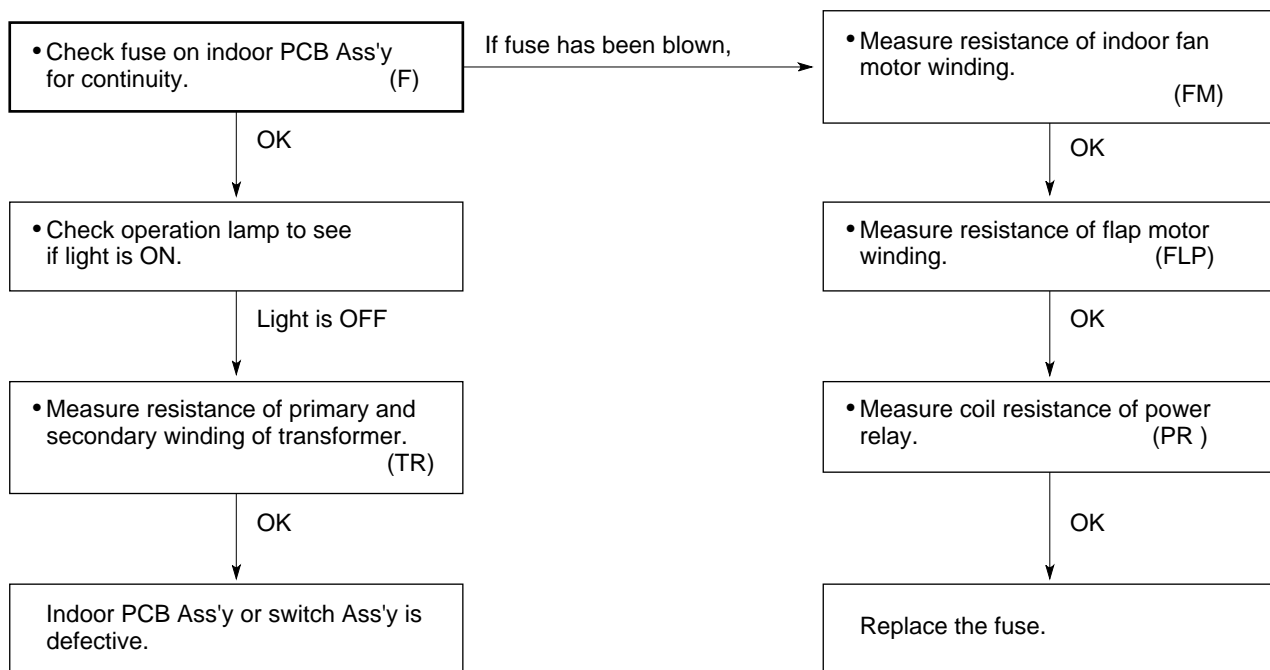 • Check fuse on indoor PCB Ass'y
for continuity. (F)
If fuse has been blown,
• Measure resistance of indoor fan
motor winding.
(FM)
OK
OK
• Check operation lamp to see
if light is ON.
• Measure resistance of flap motor
winding. (FLP)
Light is OFF
OK
• Measure resistance of primary and
secondary winding of transformer.
(TR)
• Measure coil resistance of power
relay. (PR )
OK
OK
Indoor PCB Ass'y or switch Ass'y is
defective.
Replace the fuse.